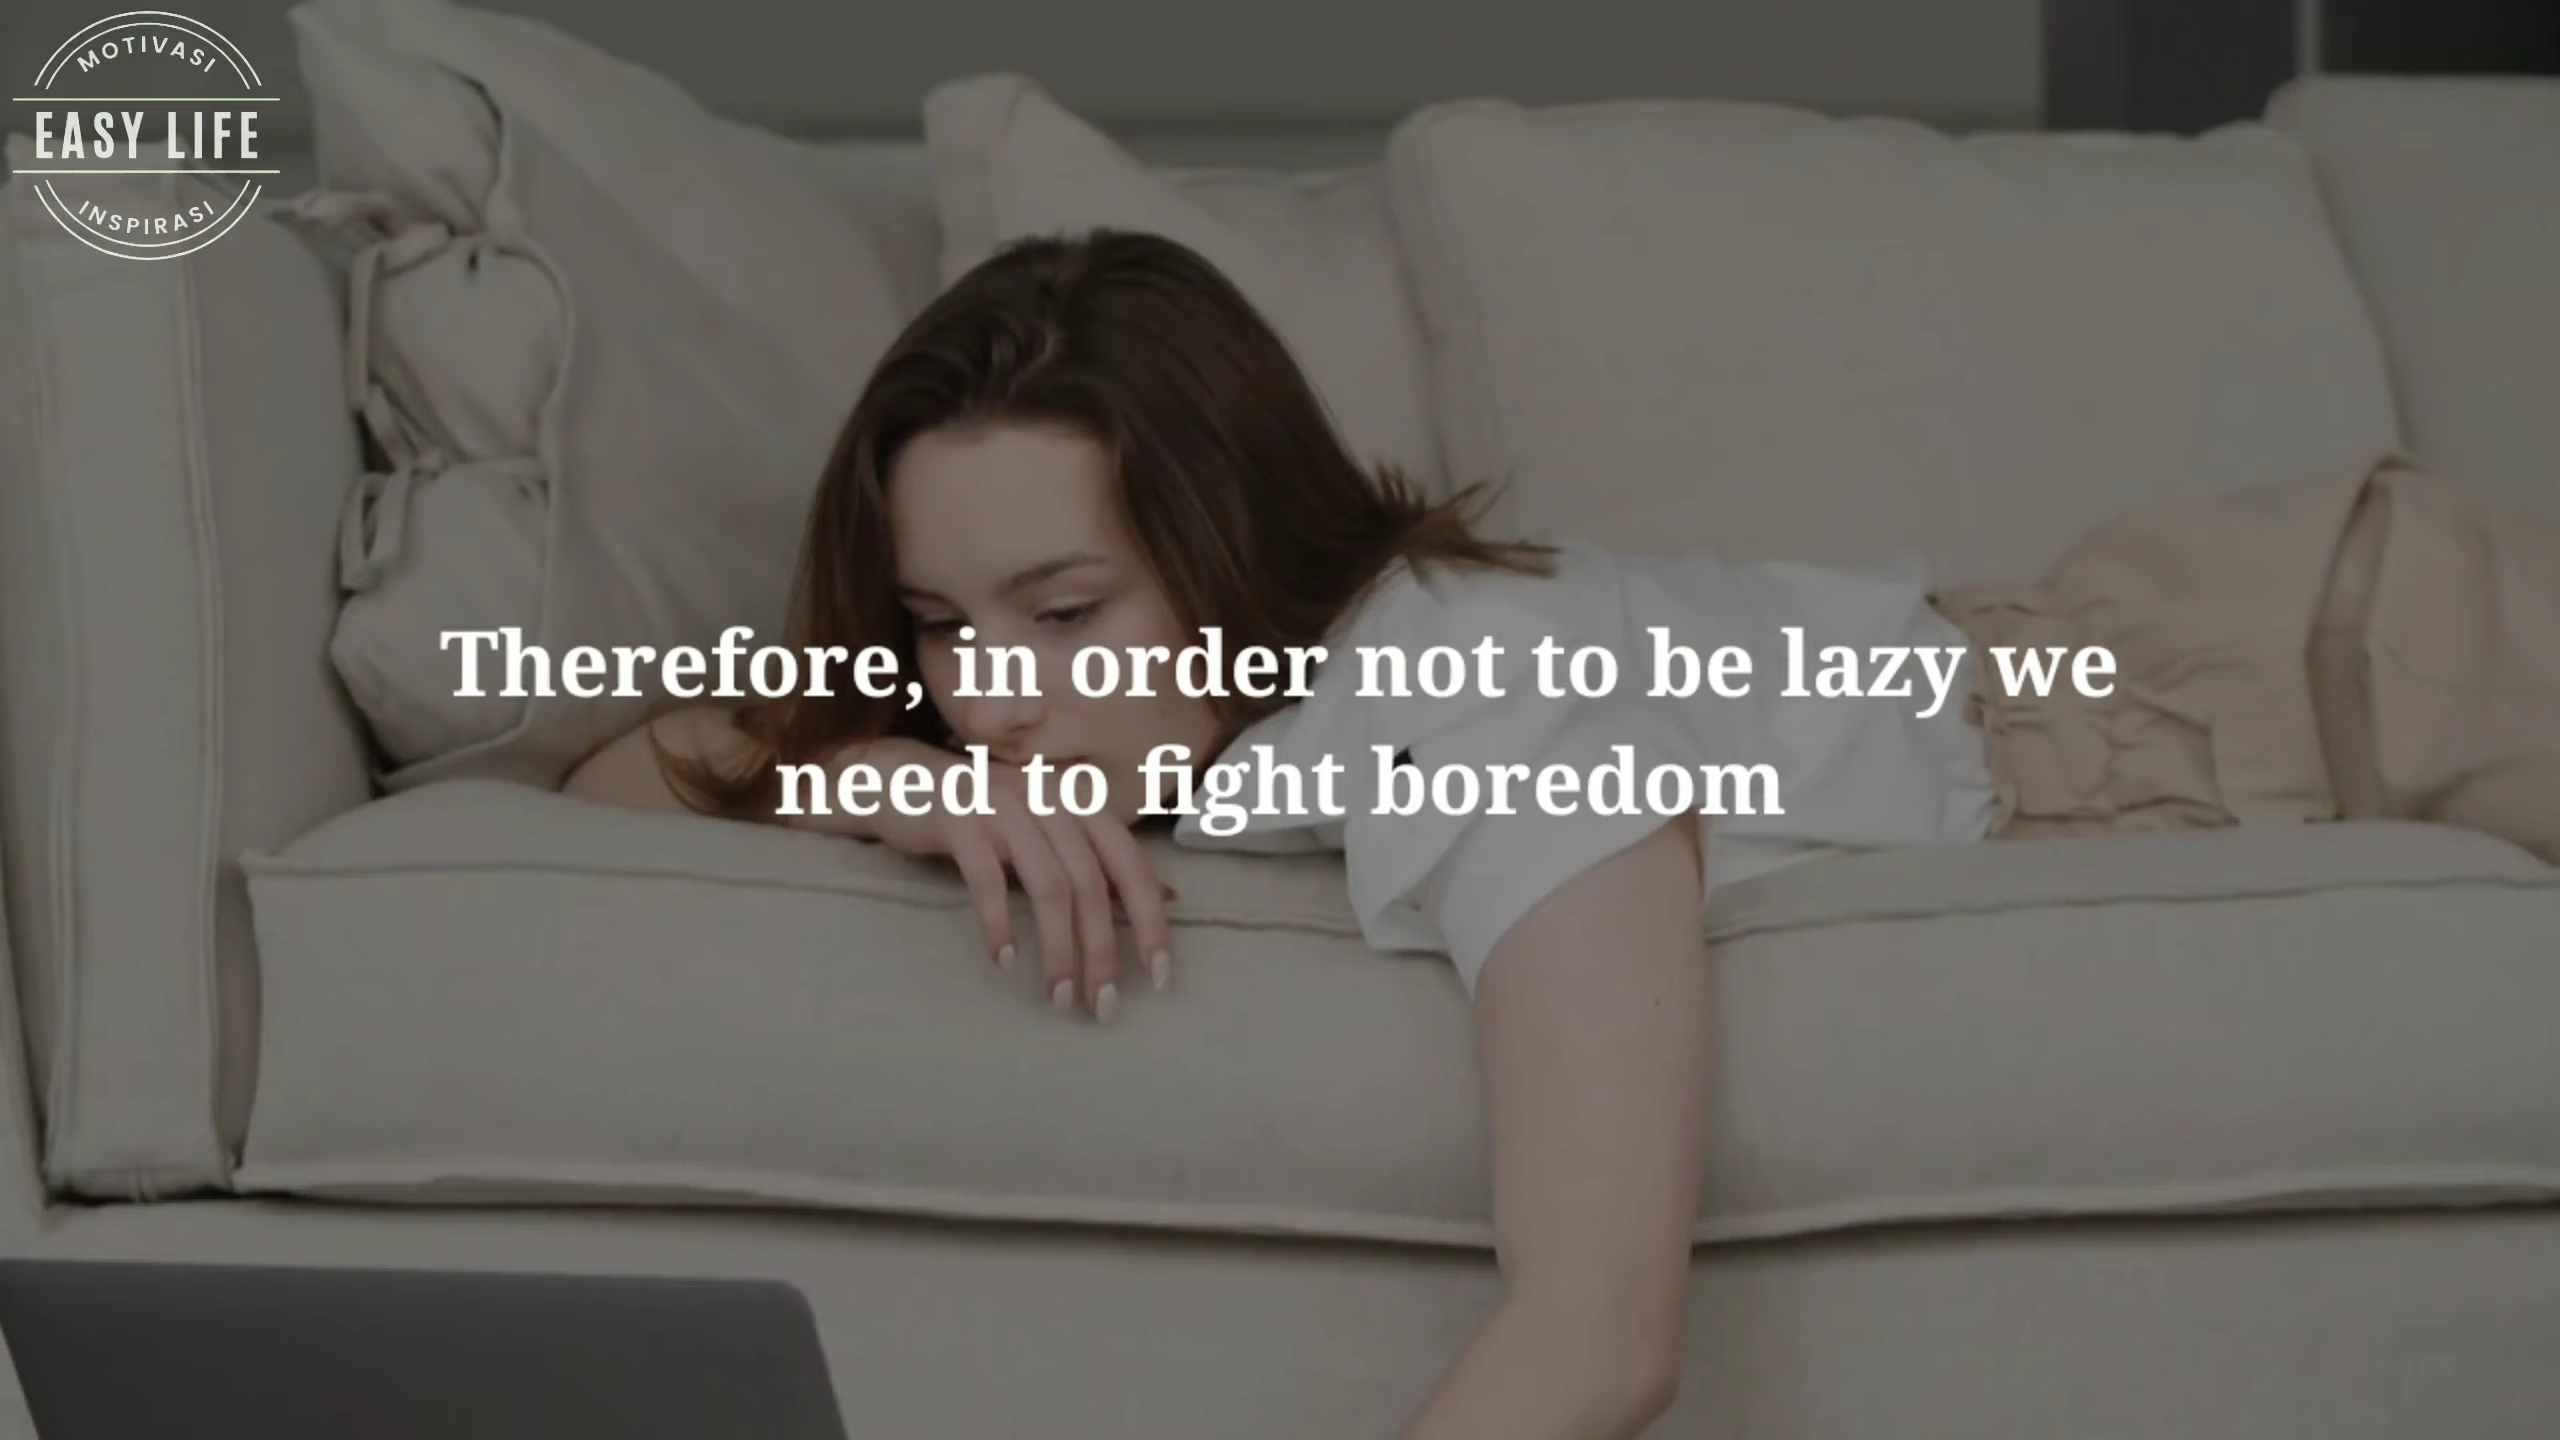 MOTIVASI
EASY LIFE
INSPIRASI
Therefore, in order not to be lazy we
need to fight boredom